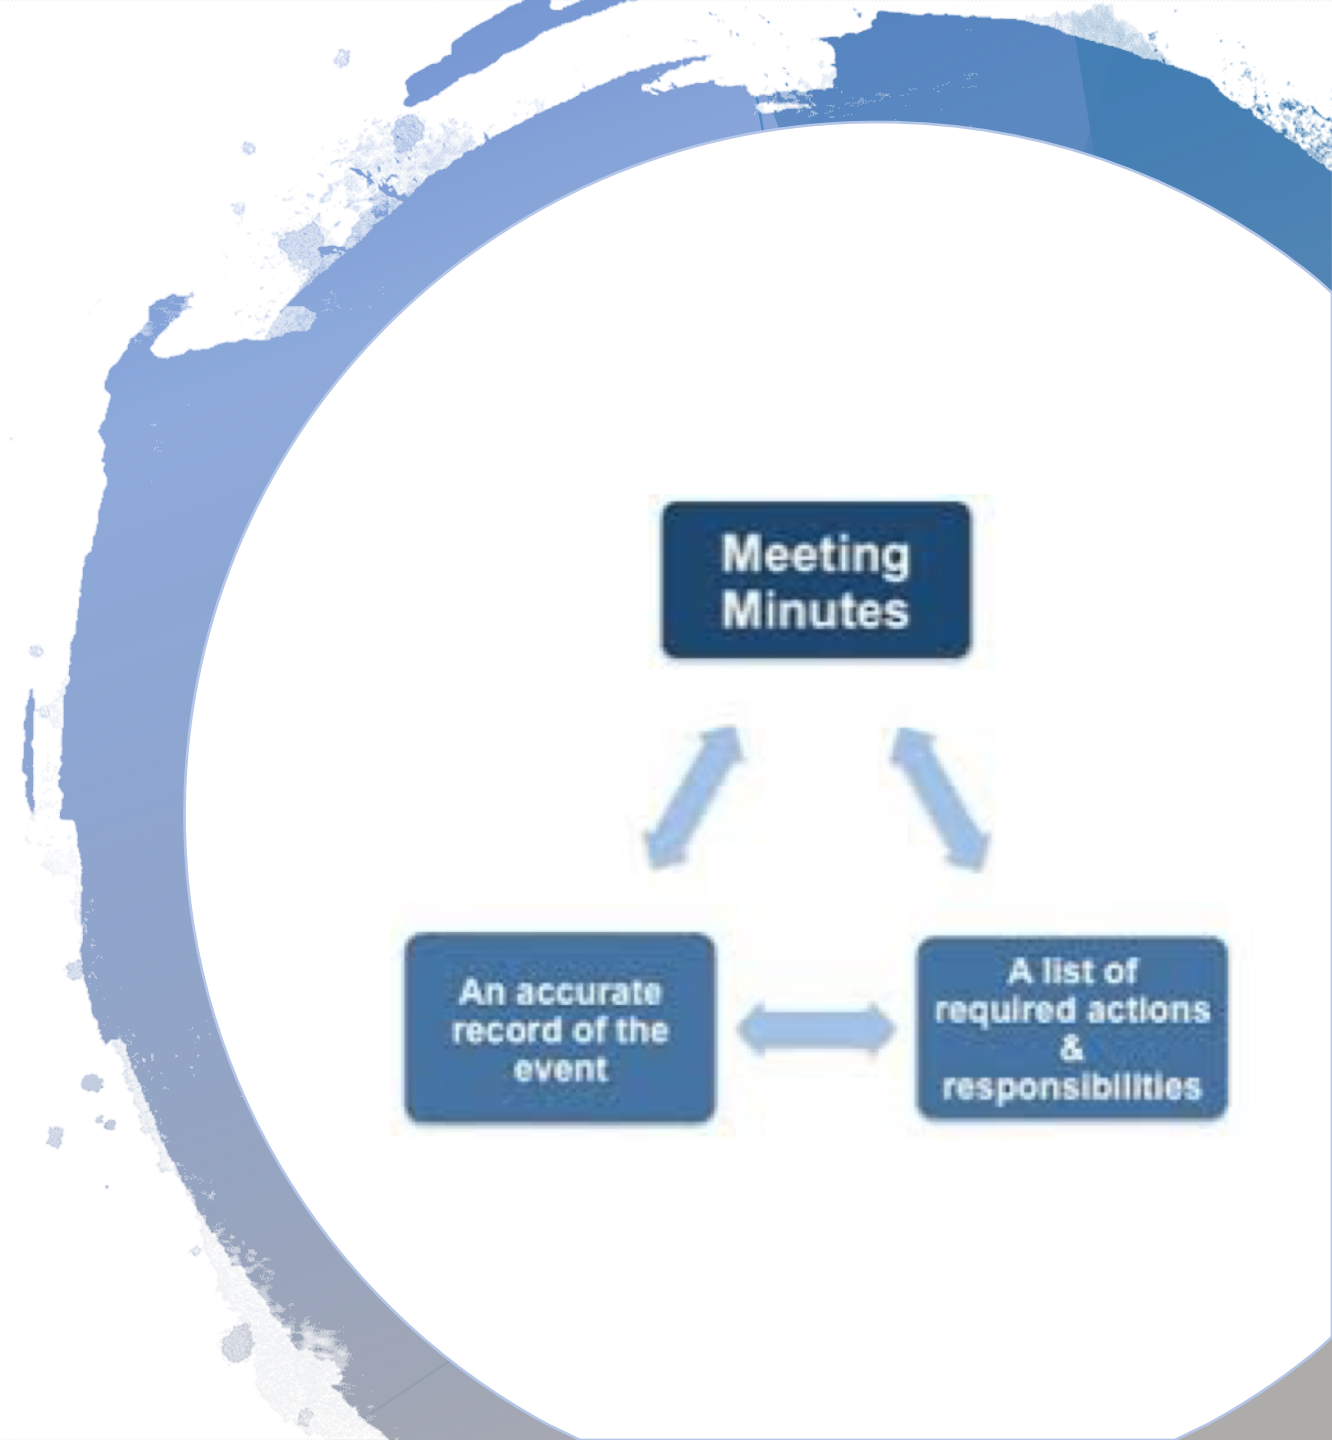 Meeting
Minutes
An accurate
record of the
event
A list of
required actions
&
responsibilities